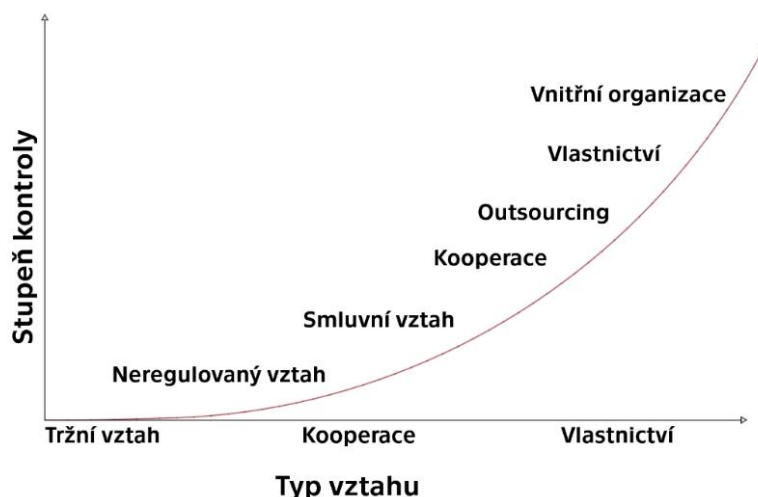 Vnitřní organizace
Vlastnictví
Outsourcing
Kooperace
Smluvní vztah
Neregulovaný vztah
Stupeň kontroly
Tržní vztah
Kooperace
Vlastnictví
Typ vztahu